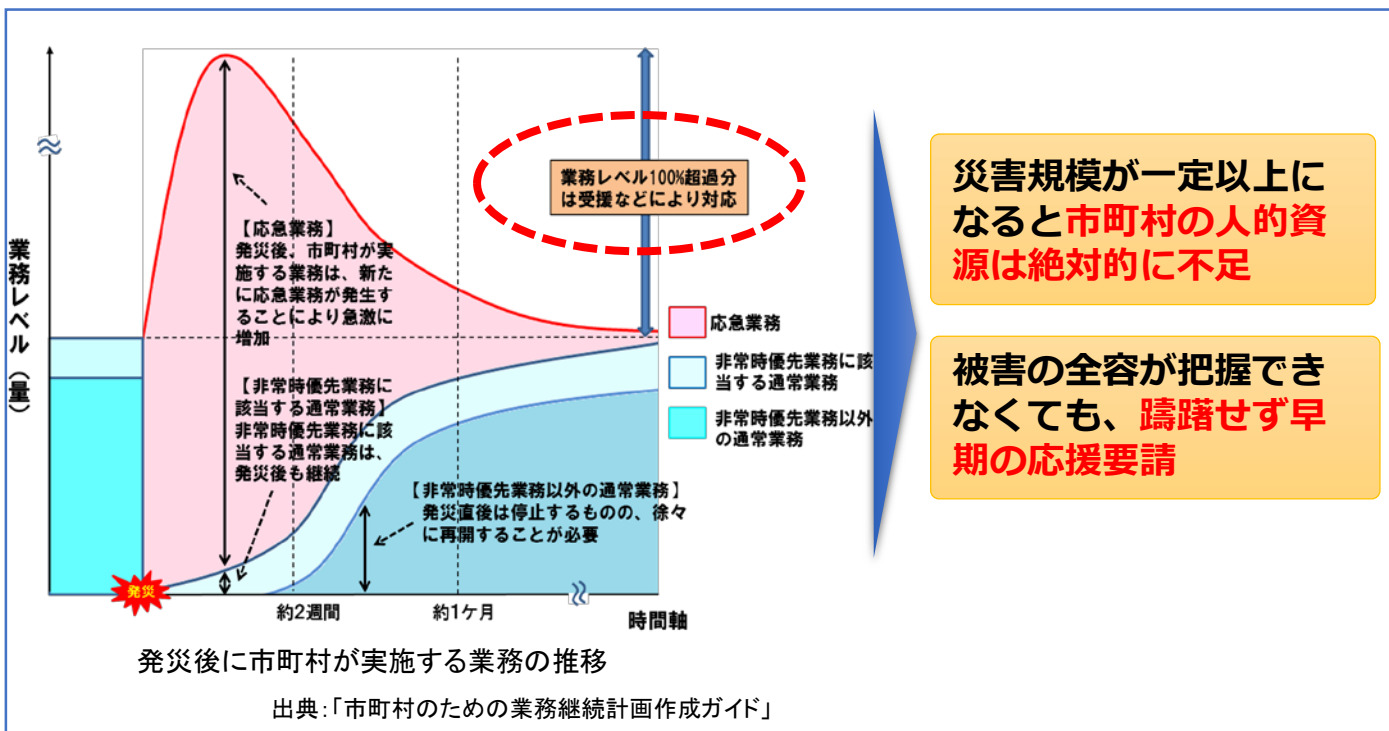 業務レベル（量）
業務レベル100%超過分
は受援などにより対応
【応急業務】
発災後、市町村が実
施する業務は、新た
に応急業務が発生す
ることにより急激に
増加
【非常時優先業務に
該当する通常業務】
非常時優先業務に該
当する通常業務は、
発災後も継続
【非常時優先業務以外の通常業務】
発災直後は停止するものの、徐々
に再開することが必要
応急業務
非常時優先業務に該
当する通常業務
非常時優先業務以外
の通常業務
発災
約2週間
約1ケ月
時間軸
発災後に市町村が実施する業務の推移
出典：「市町村のための業務継続計画作成ガイド」
災害規模が一定以上に
なると市町村の人的資
源は絶対的に不足
被害の全容が把握でき
なくても、躊躇せず早
期の応援要請